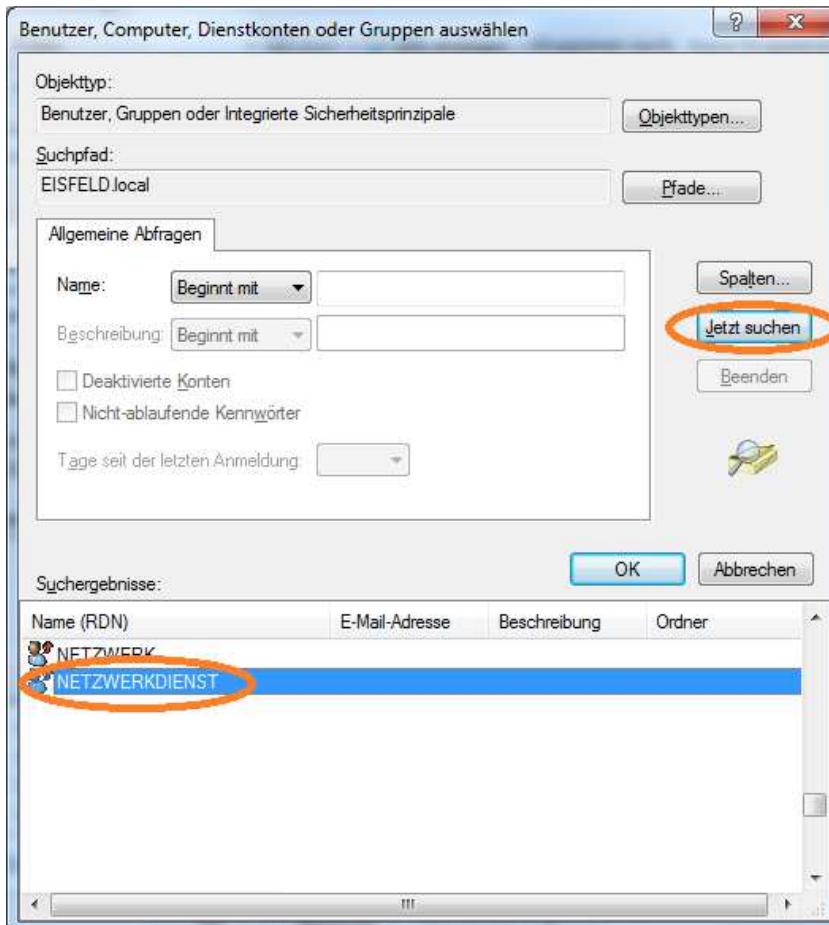 Benutzer, Computer, Dienstkonten oder Gruppen auswählen
Objekttyp:
Benutzer, Gruppen oder Integrierte Sicherheitsprinzipale
Objekttypen...
Suchpfad:
EISFELD.local
Pfade...
Allgemeine Abfragen
Name: Beginnt mit
Spalten...
Beschreibung: Beginnt mit
Jetzt suchen
Deaktivierte Konten
Beenden
Nicht-ablaufende Kennwörter
Tage seit der letzten Anmeldung:
OK Abbrechen
Suchergebnisse:
Name (RDN) E-Mail-Adresse Beschreibung Ordner
NETZWERK
NETZWERKDIENST